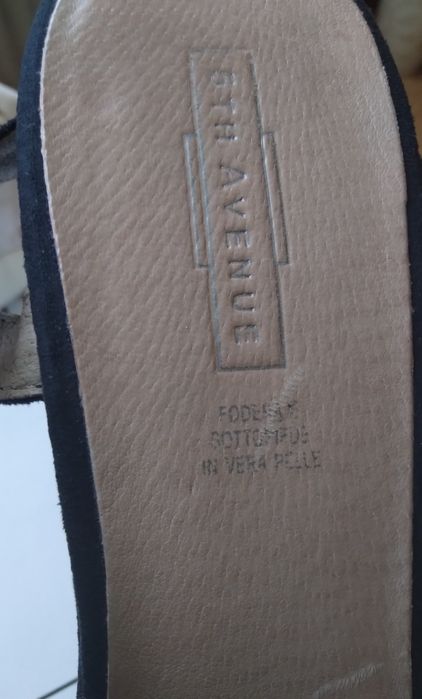 5TH AVENUE
FODERA E
SOTTOPIEDE
IN VERA PELLE